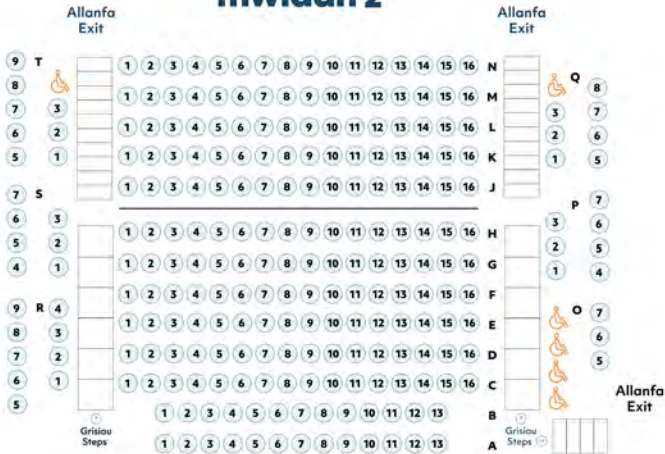 Allanfa
Exit
Allanfa
Exit
9 T 1 2 3 4 5 6 7 8 9 10 11 12 13 14 15 16 N Q
8 8
7 3 1 2 3 4 5 6 7 8 9 10 11 12 13 14 15 16 M 3 7
6 2 1 2 3 4 5 6 7 8 9 10 11 12 13 14 15 16 L 2 6
5 1 1 2 3 4 5 6 7 8 9 10 11 12 13 14 15 16 K 1 5
7 S 1 2 3 4 5 6 7 8 9 10 11 12 13 14 15 16 J P 7
6 3 1 2 3 4 5 6 7 8 9 10 11 12 13 14 15 16 H 3 6
5 2 2 5
4 1 1 2 3 4 5 6 7 8 9 10 11 12 13 14 15 16 G 1 4
1 2 3 4 5 6 7 8 9 10 11 12 13 14 15 16 F
9 R 4 O 7
8 3 1 2 3 4 5 6 7 8 9 10 11 12 13 14 15 16 E 6
7 2 1 2 3 4 5 6 7 8 9 10 11 12 13 14 15 16 D 5
6 1 1 2 3 4 5 6 7 8 9 10 11 12 13 14 15 16 C
5 1 2 3 4 5 6 7 8 9 10 11 12 13 B
Allanfa
Exit
Grisiau
Steps
1 2 3 4 5 6 7 8 9 10 11 12 13 A
Grisiau
Steps